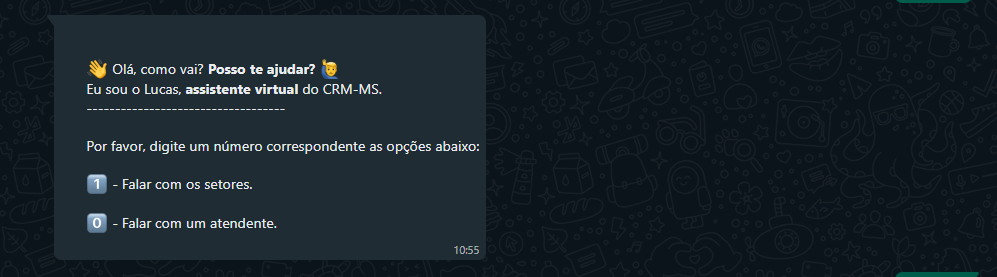 👋 Olá, como vai? Posso te ajudar? 🙋‍♂️
Eu sou o Lucas, assistente virtual do CRM-MS.
-----------------------------------
Por favor, digite um número correspondente as opções abaixo:
1️⃣ - Falar com os setores.
0️⃣ - Falar com um atendente.
10:55